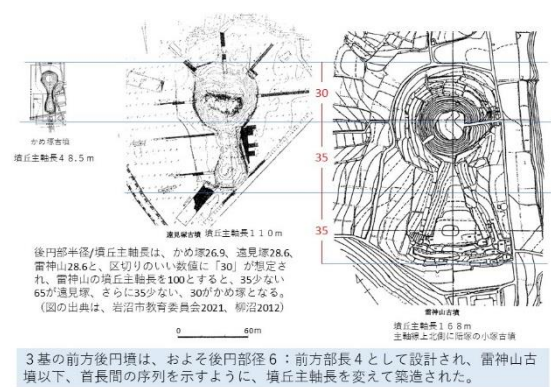 かめ塚古墳
墳丘主軸長48.5m
遠見塚古墳 墳丘主軸長110m
30
35
35
後円部半径/墳丘主軸長は、かめ塚26.9、遠見塚28.6、
雷神山28.6と、区切りのいい数値に「30」が想定さ
れ、雷神山の墳丘主軸長を100とすると、35少ない
65が遠見塚、さらに35少ない、30がかめ塚となる。
(図の出典は、岩沼市教育委員会2021、柳沼2012)
0 60m
雷神山古墳
墳丘主軸長168m
主軸線上北側に陪塚の小塚古墳
3基の前方後円墳は、およそ後円部径6:前方部長4として設計され、雷神山古
墳以下、首長間の序列を示すように、墳丘主軸長を変えて築造された。